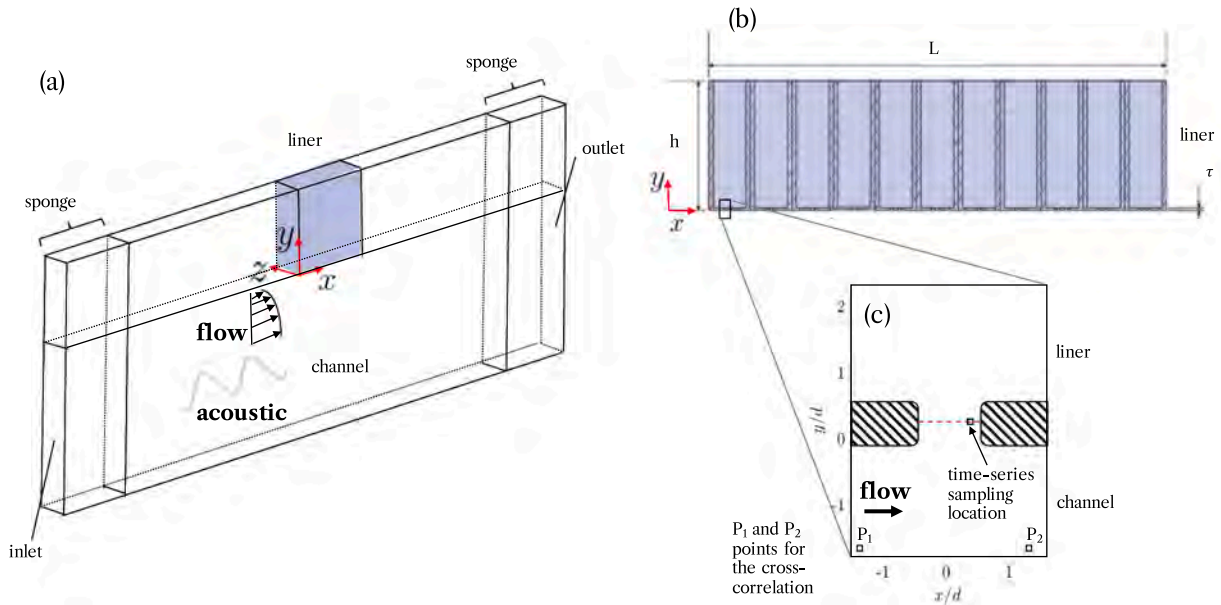 (a)
sponge
liner
outlet
sponge
y
z
x
flow
channel
acoustic
inlet
(b)
L
h
liner
τ
y
x
(c)
2
1
0
-1
y/d
liner
flow
time-series
sampling
location
channel
P₁
P₂
P₁ and P₂
points for
the cross-
correlation
-1 0 1
x/d